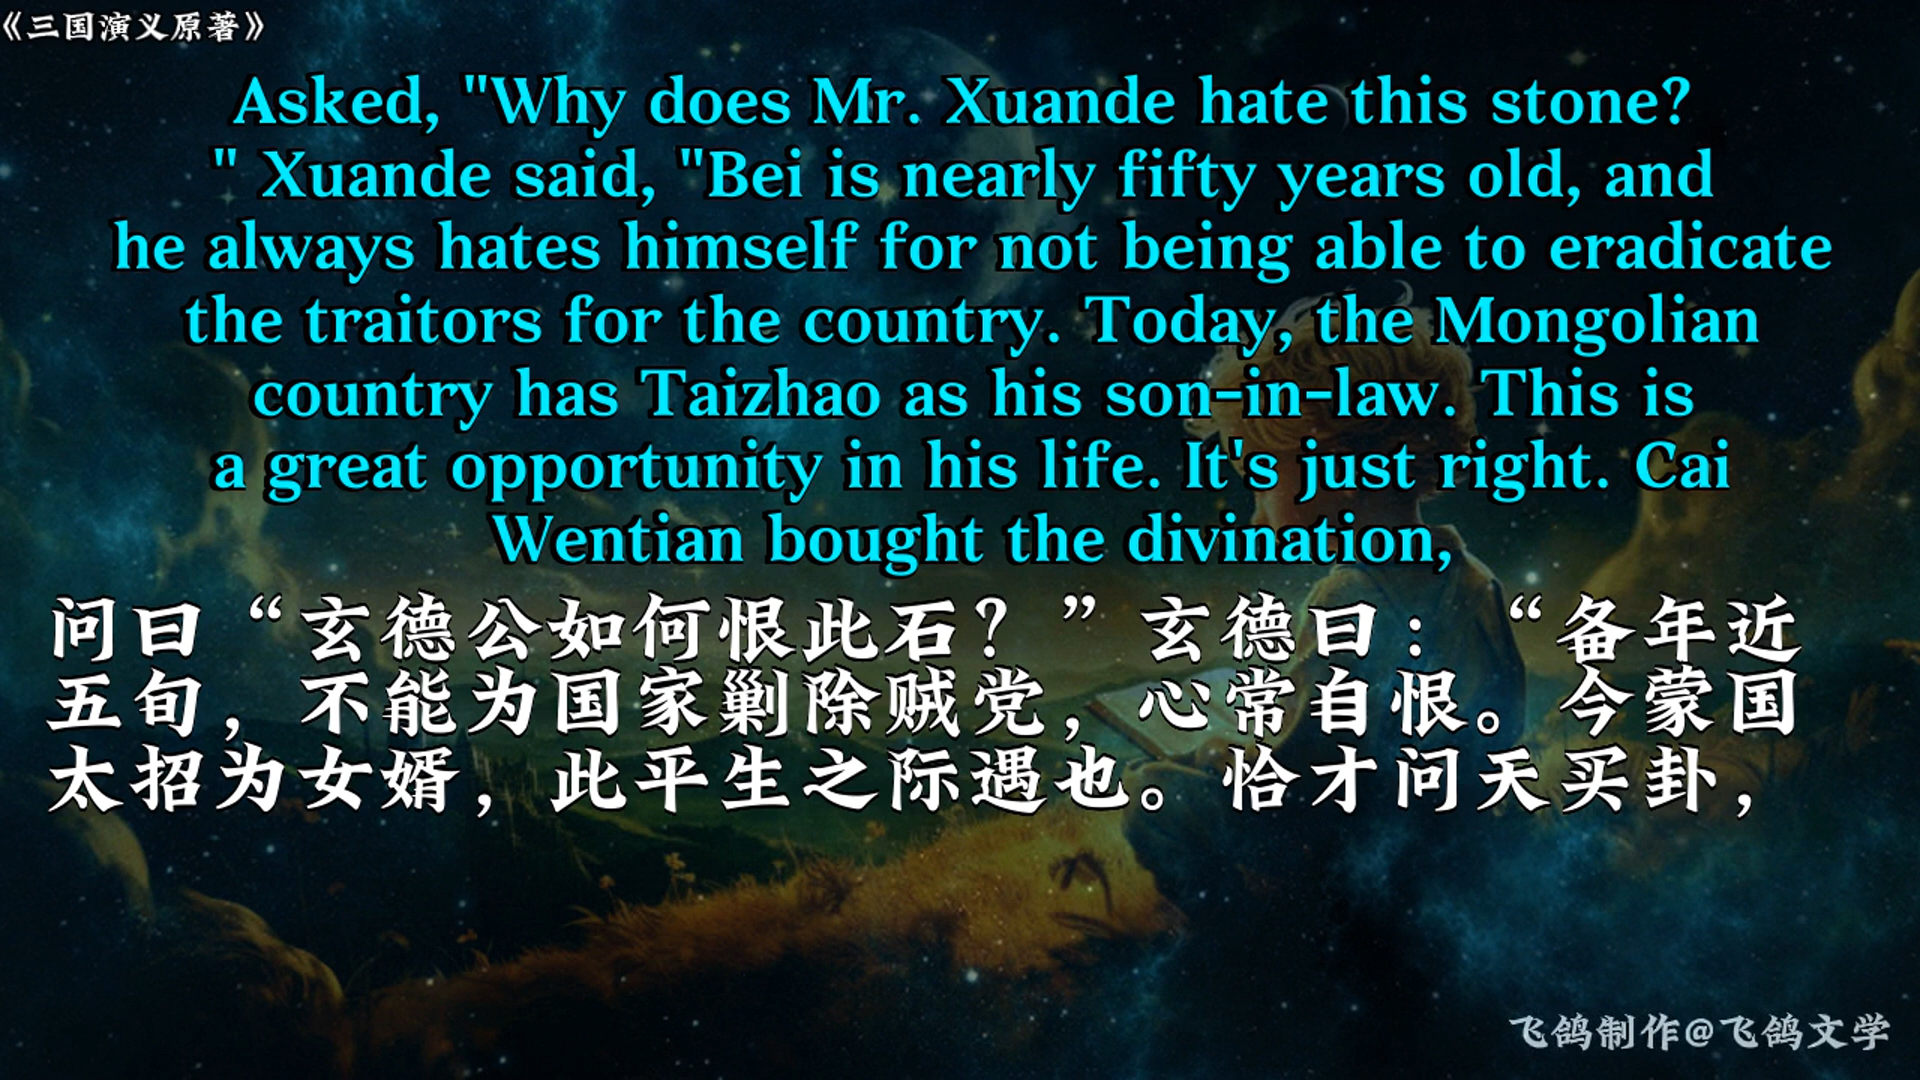 《三国演义原著》
Asked, "Why does Mr. Xuande hate this stone?
" Xuande said, "Bei is nearly fifty years old, and
he always hates himself for not being able to eradicate
the traitors for the country. Today, the Mongolian
country has Taizhao as his son-in-law. This is
a great opportunity in his life. It's just right. Cai
Wentian bought the divination,
问曰“玄德公如何恨此石？”玄德曰：“备年近
五旬，不能为国家剿除贼党，心常自恨。今蒙国
太招为女婿，此平生之际遇也。恰才问天买卦，
飞鸽制作@飞鸽文学